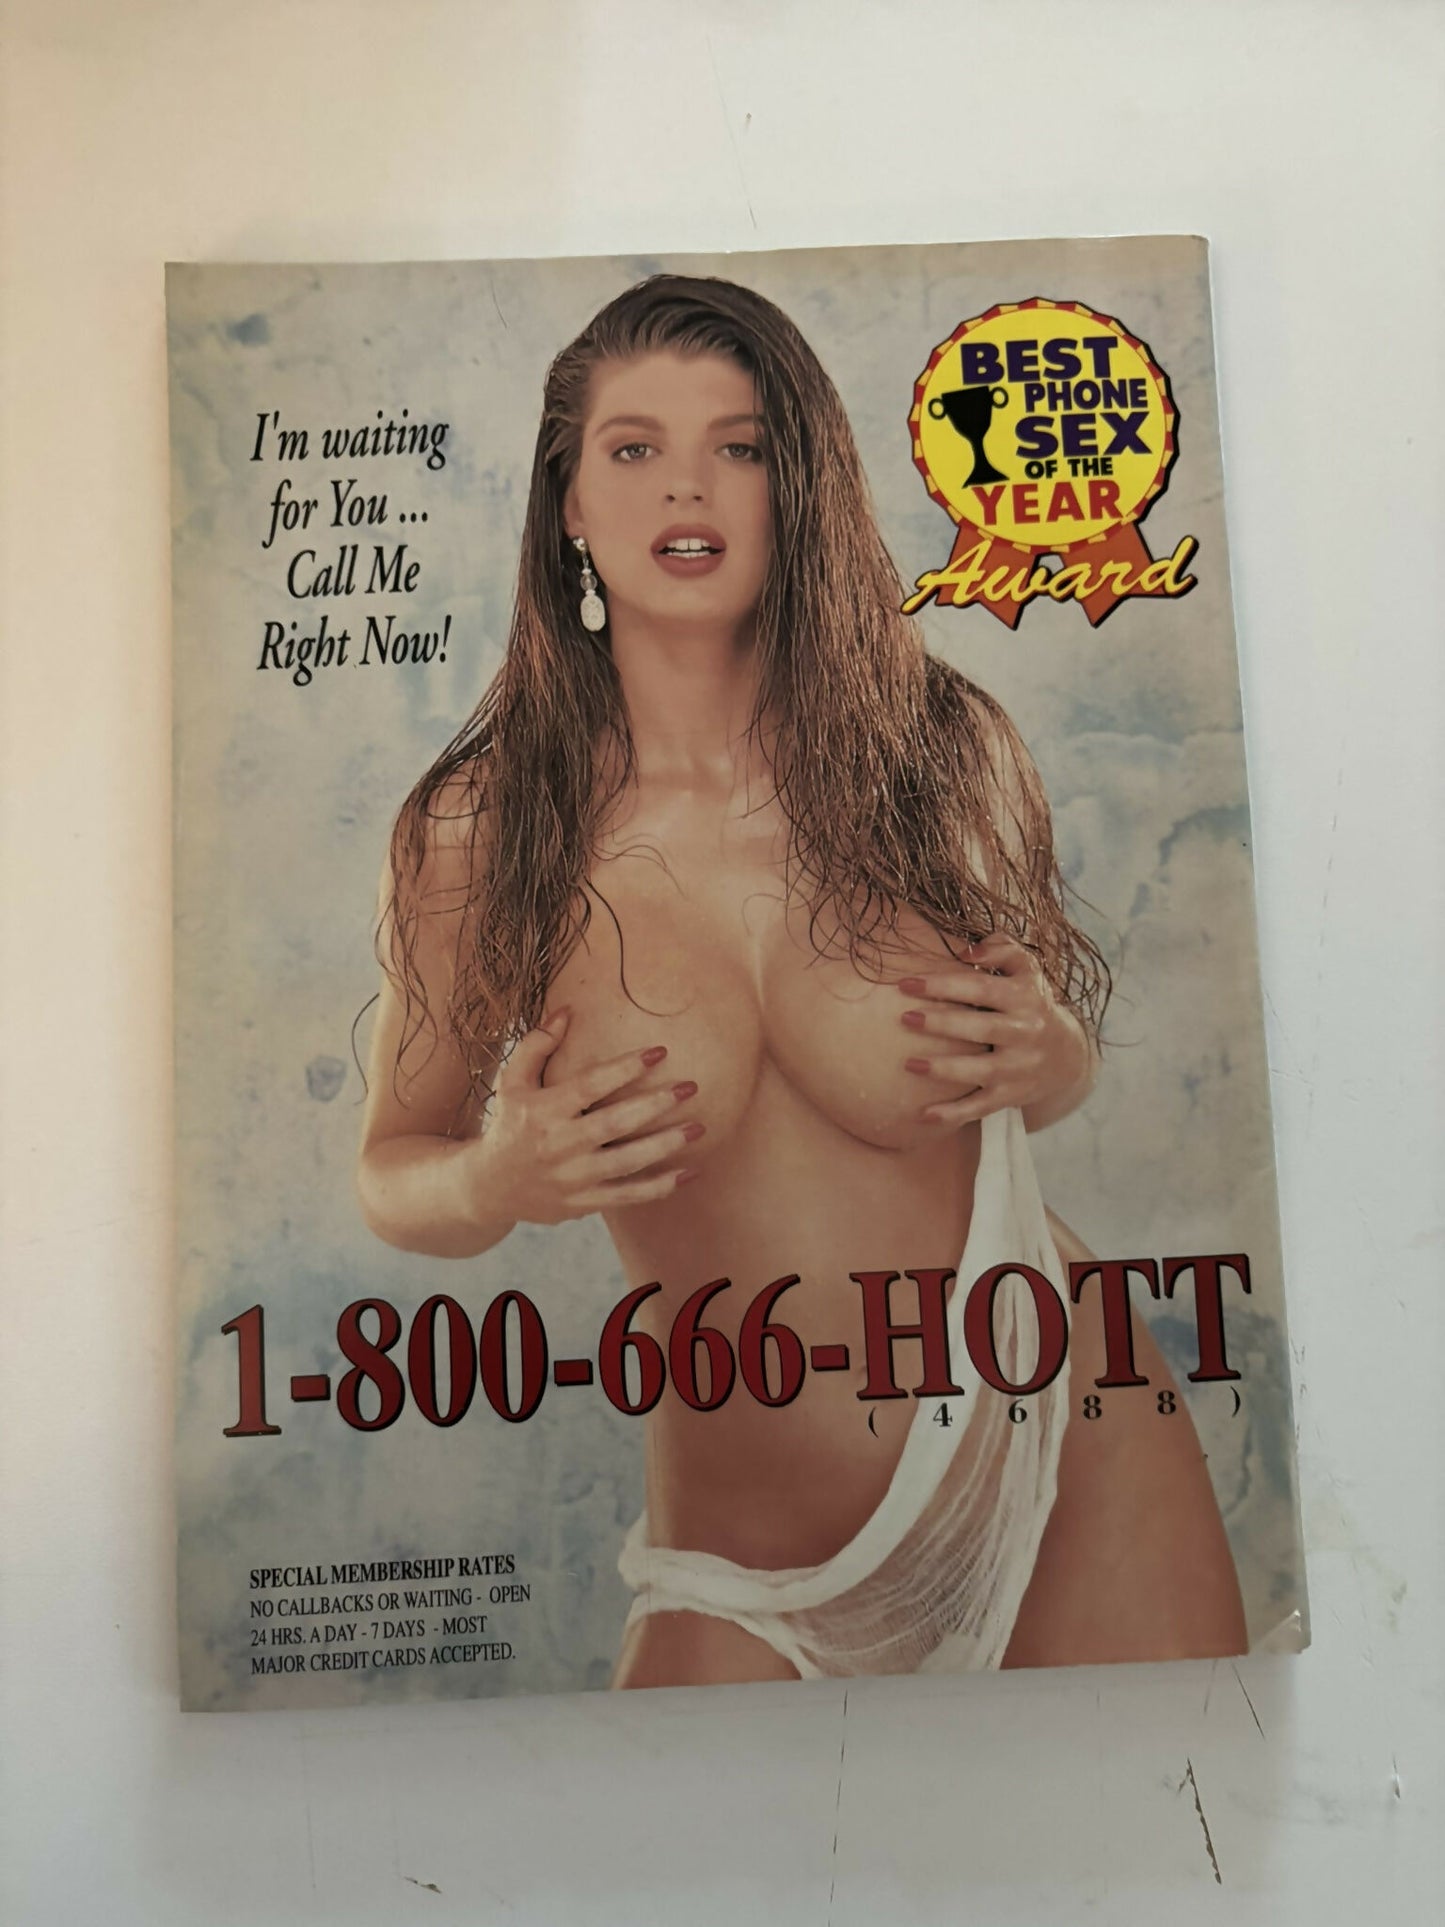 I'm waiting
for You ...
Call Me
Right Now!
BEST
PHONE
SEX
OF THE
YEAR
Award
1-800-666-HOTT
( 4 6 8 8 )
SPECIAL MEMBERSHIP RATES
NO CALLBACKS OR WAITING - OPEN
24 HRS. A DAY - 7 DAYS - MOST
MAJOR CREDIT CARDS ACCEPTED.